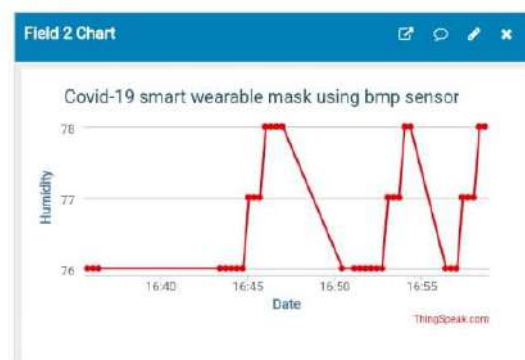 Field 2 Chart
Covid-19 smart wearable mask using bmp sensor
78
77
76
Humidity
16:40 16:45 16:50 16:55
Date
ThingSpeak.com